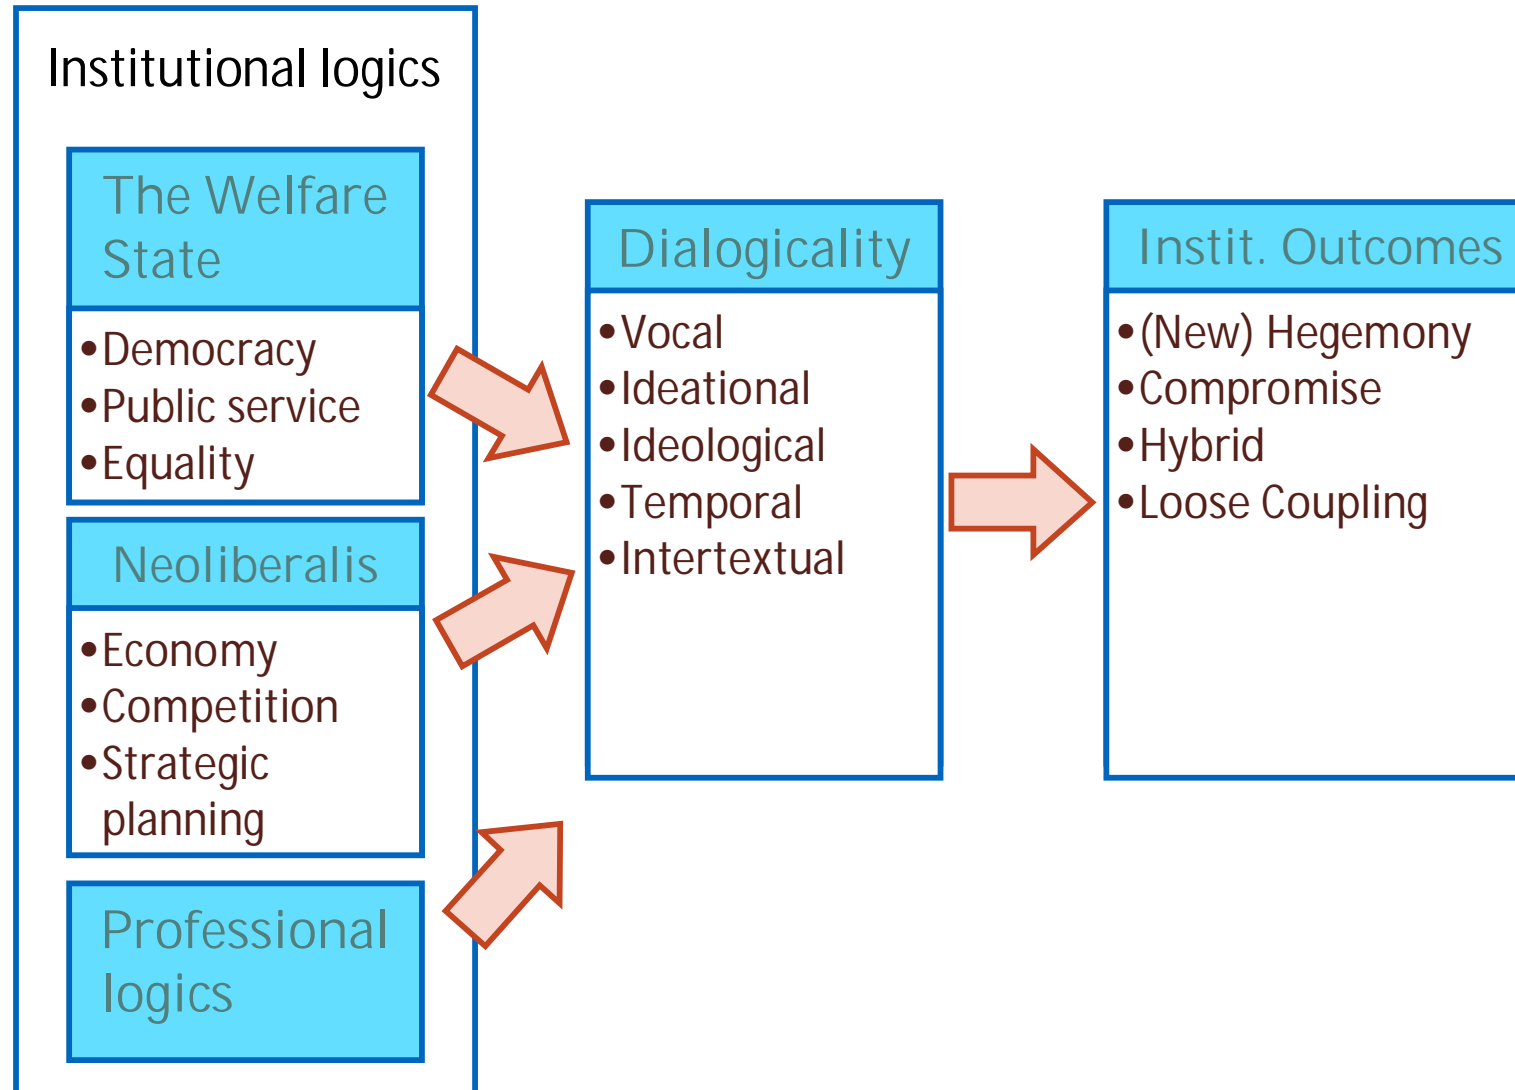 Institutional logics
The Welfare
State
•Democracy
•Public service
•Equality
Neoliberalis
•Economy
•Competition
•Strategic
planning
Professional
logics
Dialogicality
•Vocal
•Ideational
•Ideological
•Temporal
•Intertextual
Instit. Outcomes
•(New) Hegemony
•Compromise
•Hybrid
•Loose Coupling